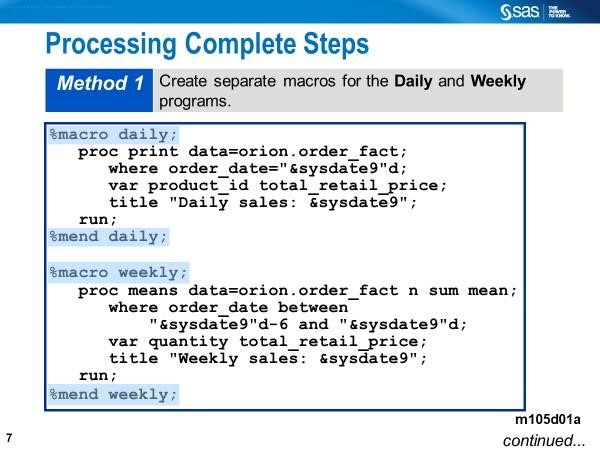 sas | THE POWER TO KNOW.
Processing Complete Steps
Method 1 Create separate macros for the Daily and Weekly
programs.
%macro daily;
proc print data=orion.order_fact;
where order_date="&sysdate9"d;
var product_id total_retail_price;
title "Daily sales: &sysdate9";
run;
%mend daily;
%macro weekly;
proc means data=orion.order_fact n sum mean;
where order_date between
"&sysdate9"d-6 and "&sysdate9"d;
var quantity total_retail_price;
title "Weekly sales: &sysdate9";
run;
%mend weekly;
m105d01a
7
continued...